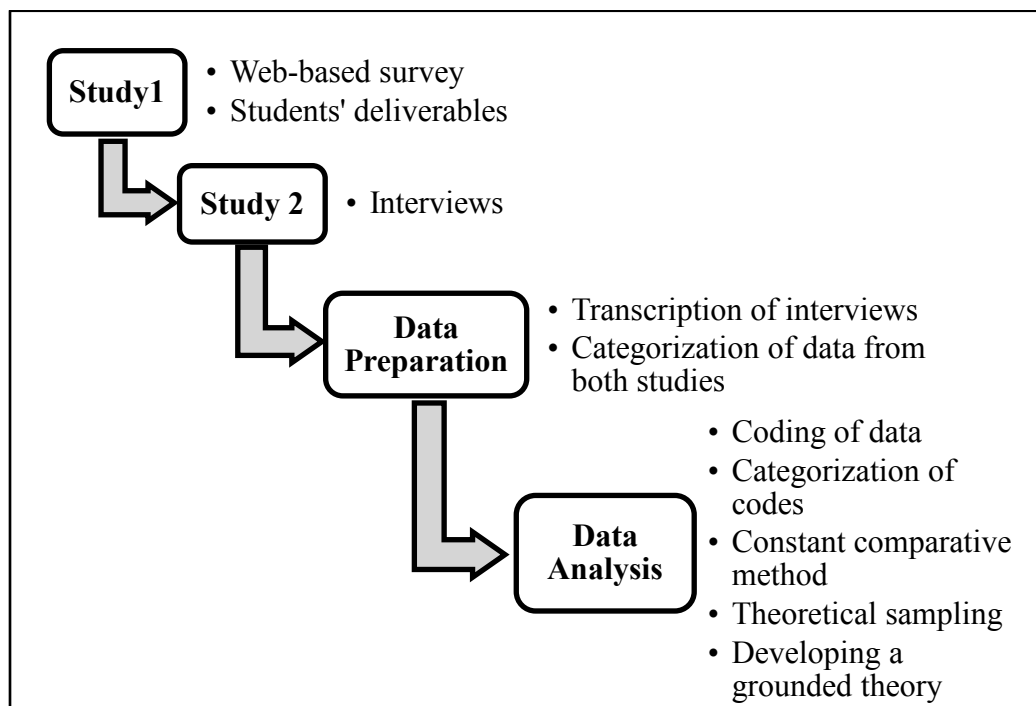 Study1
• Web-based survey
• Students' deliverables
Study 2
• Interviews
Data
Preparation
• Transcription of interviews
• Categorization of data from
both studies
Data
Analysis
• Coding of data
• Categorization of
codes
• Constant comparative
method
• Theoretical sampling
• Developing a
grounded theory